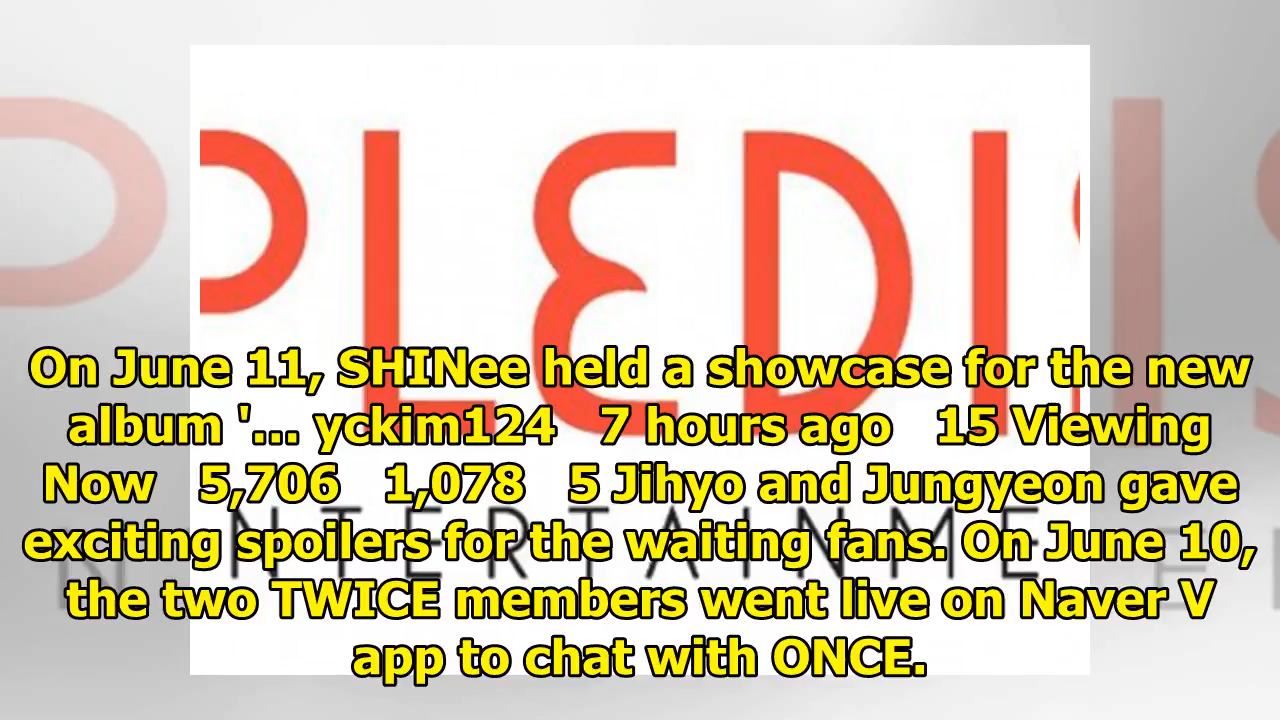 PLEDIS
On June 11, SHINee held a showcase for the new
album '... yckim124 7 hours ago 15 Viewing
Now 5,706 1,078 5 Jihyo and Jungyeon gave
exciting spoilers for the waiting fans. On June 10,
NTERTAINME
the two TWICE members went live on Naver V
app to chat with ONCE.